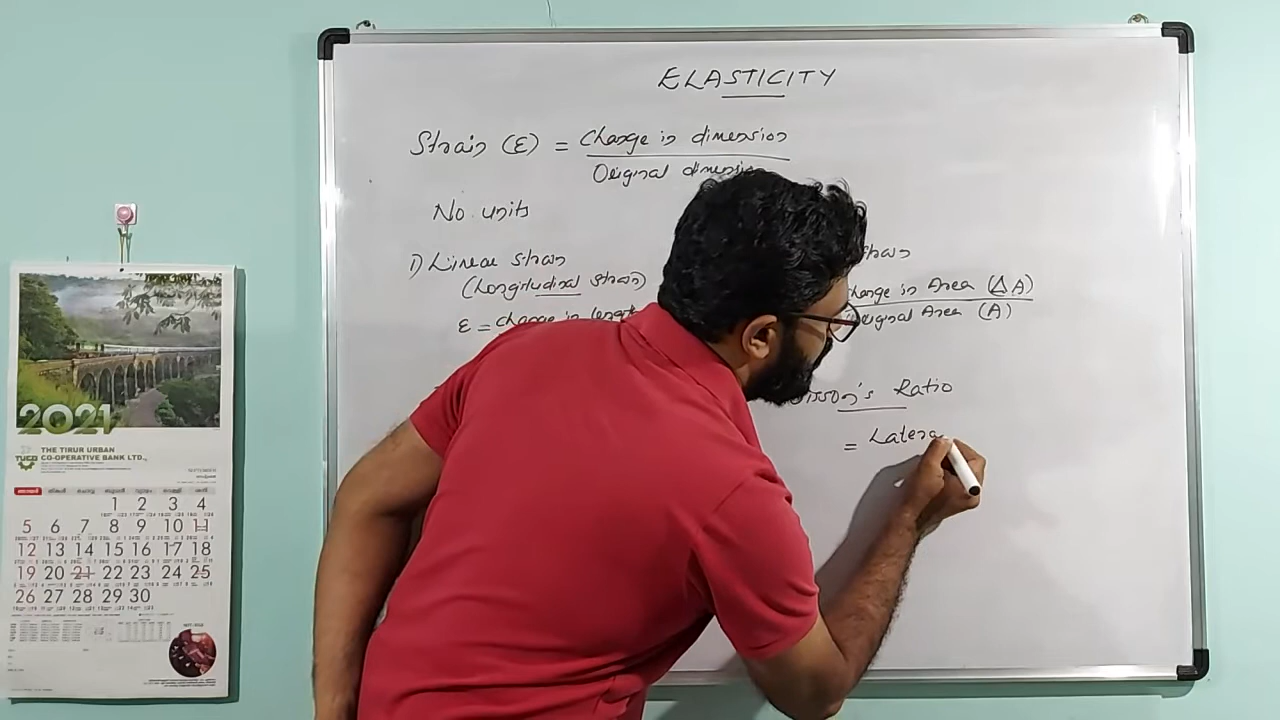 ELASTICITY
Strain (ε) = Change in dimension
Original dimension
No. units
1) Linear strain
(Longitudinal strain)
ε = change in length
strain
change in Area (Δ A)
Original Area (A)
Poisson's Ratio
= Latera
2021
THE TIRUR URBAN
CO-OPERATIVE BANK LTD.,
TUCB
SEPTEMBER
1 2 3 4
5 6 7 8 9 10 11
12 13 14 15 16 17 18
19 20 21 22 23 24 25
26 27 28 29 30